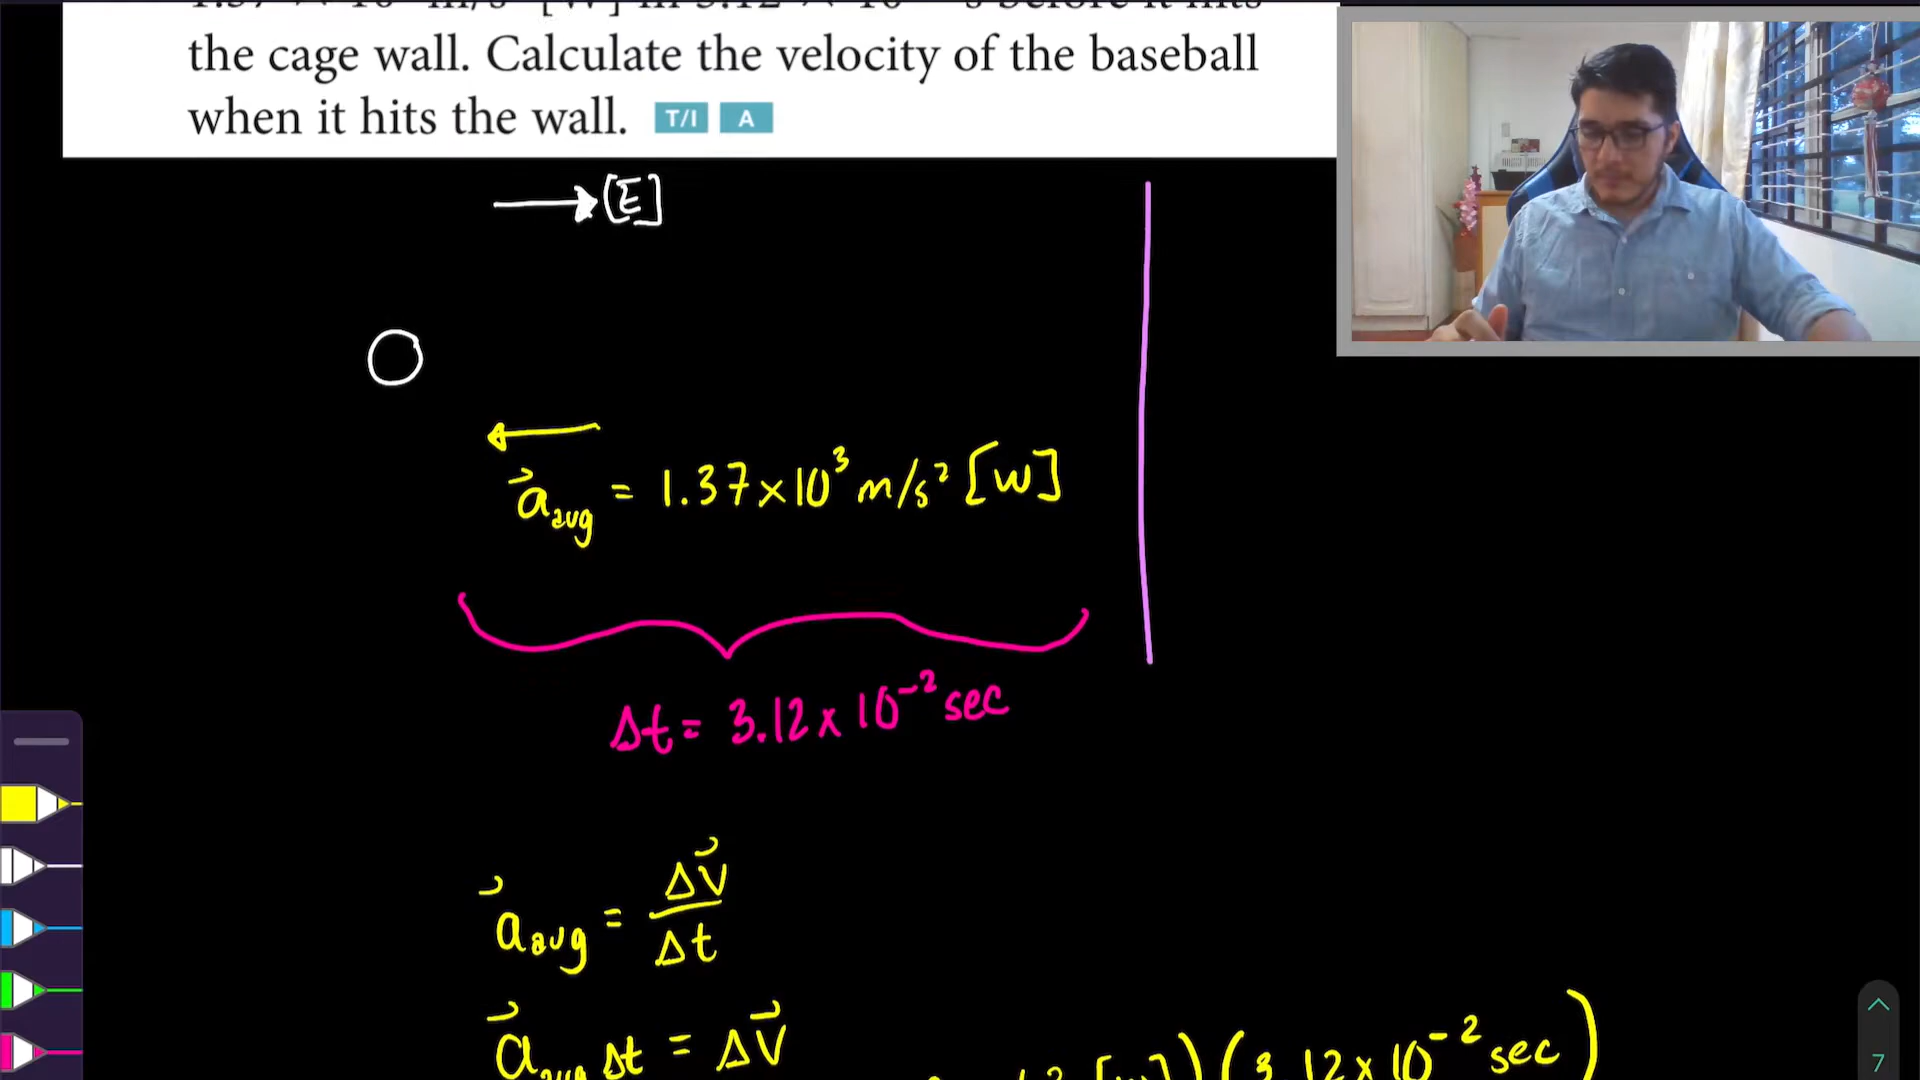 the cage wall. Calculate the velocity of the baseball
when it hits the wall. T/I A
[E]
a⃗avg = 1.37×10³ m/s² [W]
Δt = 3.12×10⁻² sec
a⃗avg = Δv⃗/Δt
a⃗avg Δt = Δv⃗
[W])(3.12×10⁻² sec)
7